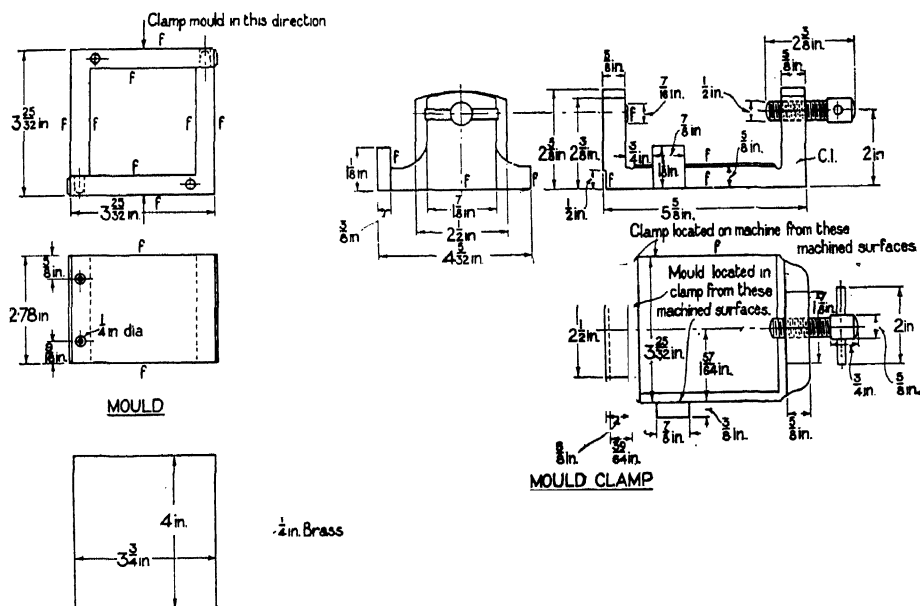 Clamp mould in this direction
f
f
3 25/32 in
f
f
f
f
f
f
3 25/32 in
f
5/8 in.
2·78 in
1/4 in dia
5/8 in.
f
MOULD
4 in.
3 3/4 in
1/4 in. Brass
f
1 1/8 in
f
3/8 in
1 7/8 in
2 1/2 in
4 5/32 in
5/8 in.
7/16 in.
f
1/2 in.
5/8 in.
2 3/8 in.
2 5/8 in
2 3/8 in
3/4 in
7/8 in
f
5/8 in.
C.I.
2 in
1/2 in
f
5 5/8 in.
Clamp located on machine from these
machined surfaces
f
Mould located in
clamp from these
machined surfaces.
2 1/2 in.
3 25/32 in
1 57/64 in
2 in
3/4 in.
5/8 in.
7/8 in.
3/8 in.
5/8 in.
MOULD CLAMP